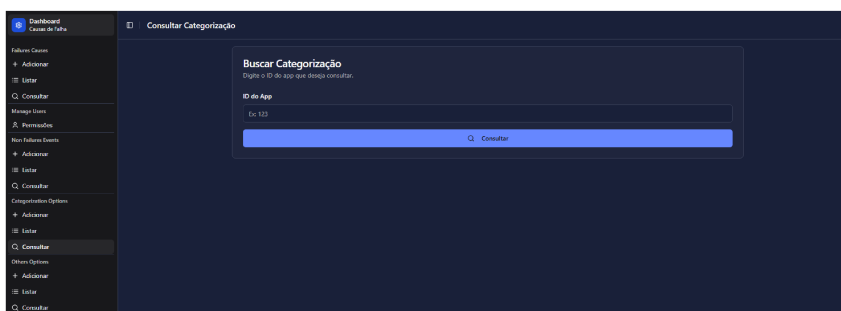 Dashboard
Causas de Falha
Failures Causes
Adicionar
Listar
Consultar
Manage Users
Permissões
Non Failures Events
Adicionar
Listar
Consultar
Categorization Options
Adicionar
Listar
Consultar
Others Options
Adicionar
Listar
Consultar
Consultar Categorização
Buscar Categorização
Digite o ID do app que deseja consultar.
ID do App
Ex: 123
Consultar